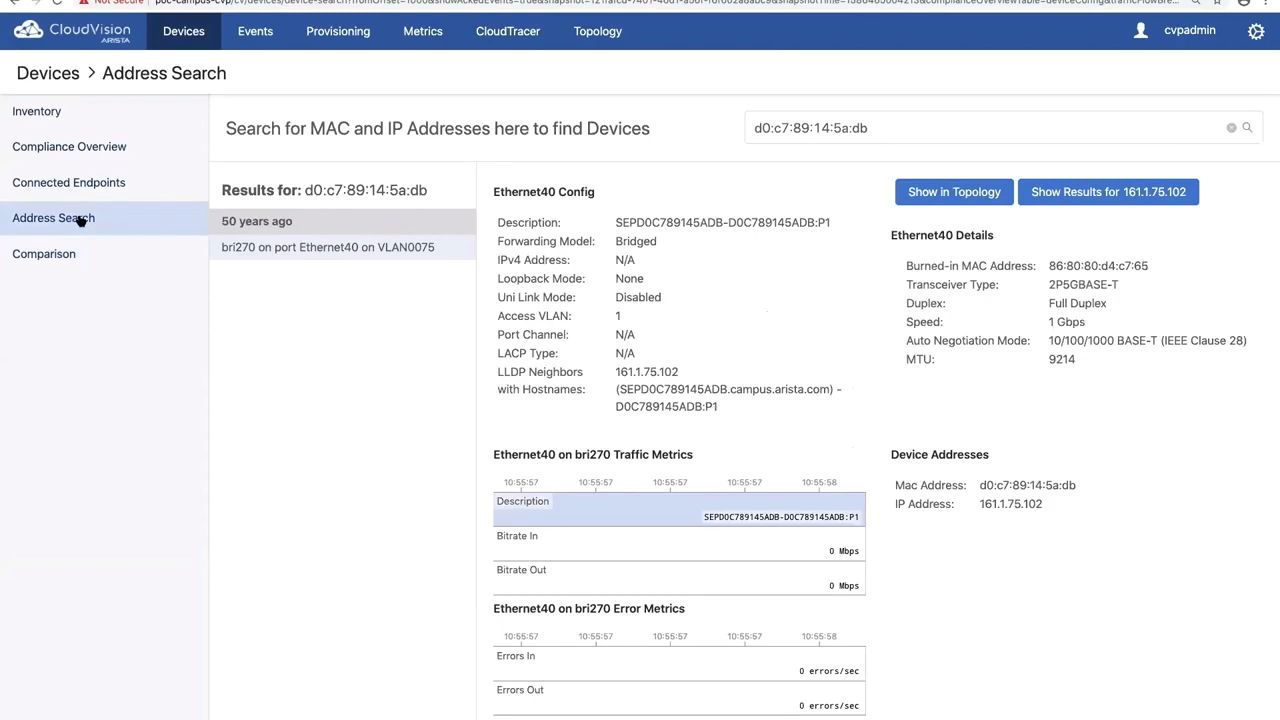 Not Secure
CloudVision
ARISTA
Devices
Events
Provisioning
Metrics
CloudTracer
Topology
cvpadmin
Devices > Address Search
Inventory
Compliance Overview
Connected Endpoints
Address Search
Comparison
Search for MAC and IP Addresses here to find Devices
d0:c7:89:14:5a:db
Results for: d0:c7:89:14:5a:db
50 years ago
bri270 on port Ethernet40 on VLAN0075
Ethernet40 Config
Description: SEPD0C789145ADB-D0C789145ADB:P1
Forwarding Model: Bridged
IPv4 Address: N/A
Loopback Mode: None
Uni Link Mode: Disabled
Access VLAN: 1
Port Channel: N/A
LACP Type: N/A
LLDP Neighbors 161.1.75.102
with Hostnames: (SEPD0C789145ADB.campus.arista.com) -
D0C789145ADB:P1
Show in Topology
Show Results for 161.1.75.102
Ethernet40 Details
Burned-in MAC Address: 86:80:80:d4:c7:65
Transceiver Type: 2P5GBASE-T
Duplex: Full Duplex
Speed: 1 Gbps
Auto Negotiation Mode: 10/100/1000 BASE-T (IEEE Clause 28)
MTU: 9214
Ethernet40 on bri270 Traffic Metrics
10:55:57 10:55:57 10:55:57 10:55:57 10:55:58
Description
SEPD0C789145ADB-D0C789145ADB:P1
Bitrate In
0 Mbps
Bitrate Out
0 Mbps
Device Addresses
Mac Address: d0:c7:89:14:5a:db
IP Address: 161.1.75.102
Ethernet40 on bri270 Error Metrics
10:55:57 10:55:57 10:55:57 10:55:57 10:55:58
Errors In
0 errors/sec
Errors Out
0 errors/sec